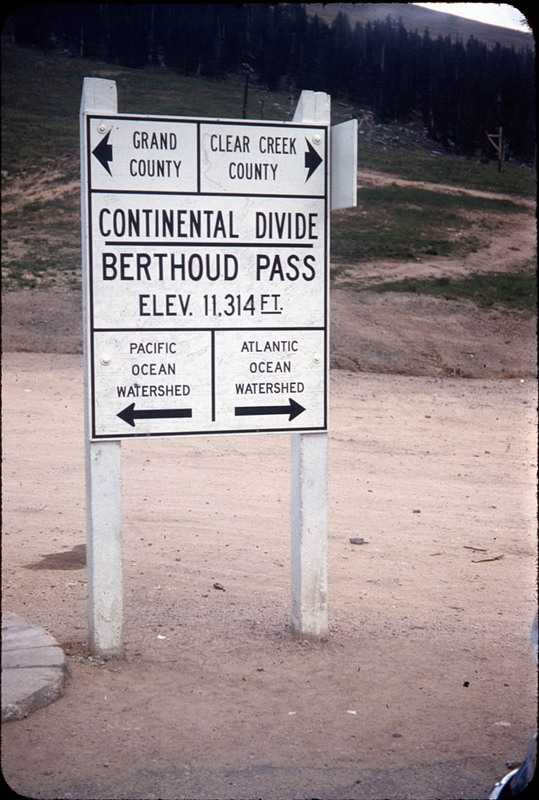 GRAND
COUNTY
CLEAR CREEK
COUNTY
CONTINENTAL DIVIDE
BERTHOUD PASS
ELEV. 11,314 FT.
PACIFIC
OCEAN
WATERSHED
ATLANTIC
OCEAN
WATERSHED